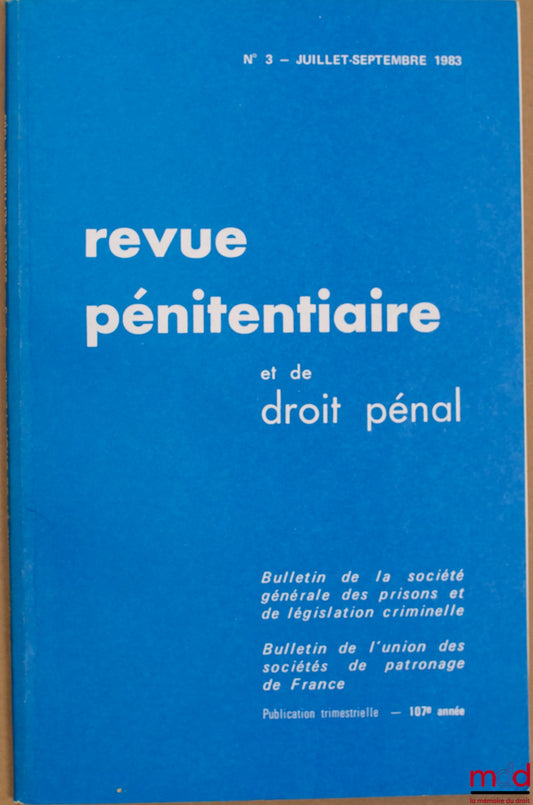 N° 3 – JUILLET-SEPTEMBRE 1983
revue
pénitentiaire
et de
droit pénal
Bulletin de la société
générale des prisons et
de législation criminelle
Bulletin de l'union des
sociétés de patronage
de France
Publication trimestrielle — 107e année
mdd
la mémoire du droit